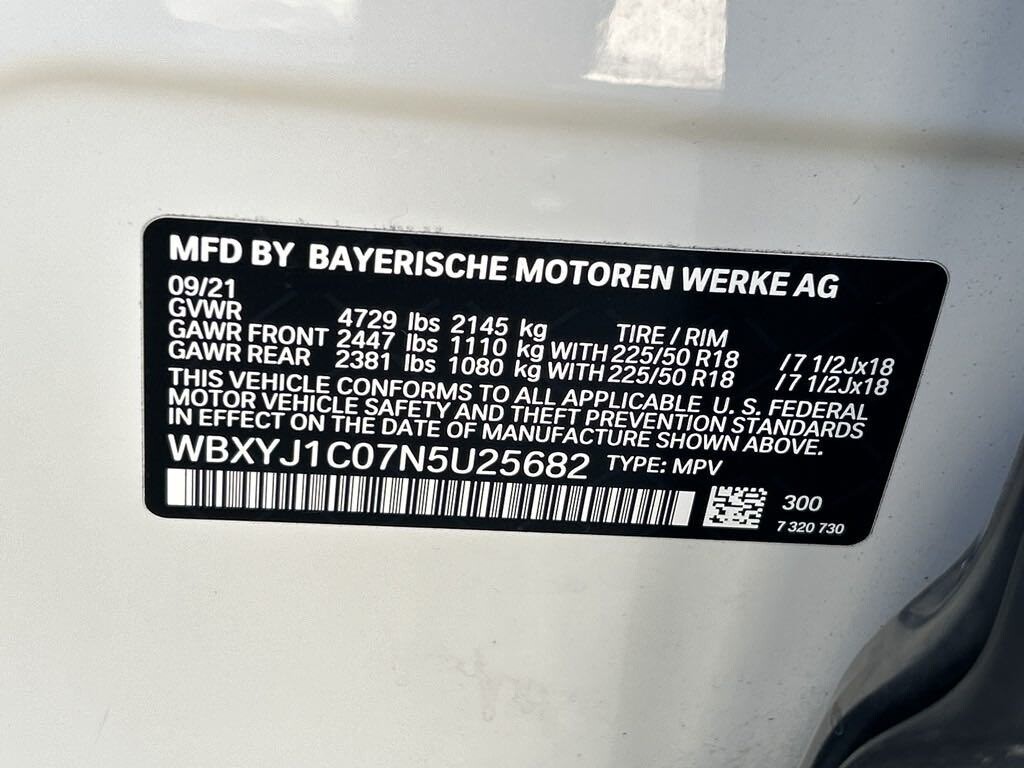 MFD BY BAYERISCHE MOTOREN WERKE AG
09/21
GVWR 4729 lbs 2145 kg TIRE / RIM
GAWR FRONT 2447 lbs 1110 kg WITH 225/50 R18 /7 1/2Jx18
GAWR REAR 2381 lbs 1080 kg WITH 225/50 R18 /7 1/2Jx18
THIS VEHICLE CONFORMS TO ALL APPLICABLE U. S. FEDERAL
MOTOR VEHICLE SAFETY AND THEFT PREVENTION STANDARDS
IN EFFECT ON THE DATE OF MANUFACTURE SHOWN ABOVE.
WBXYJ1C07N5U25682 TYPE: MPV
300
7 320 730